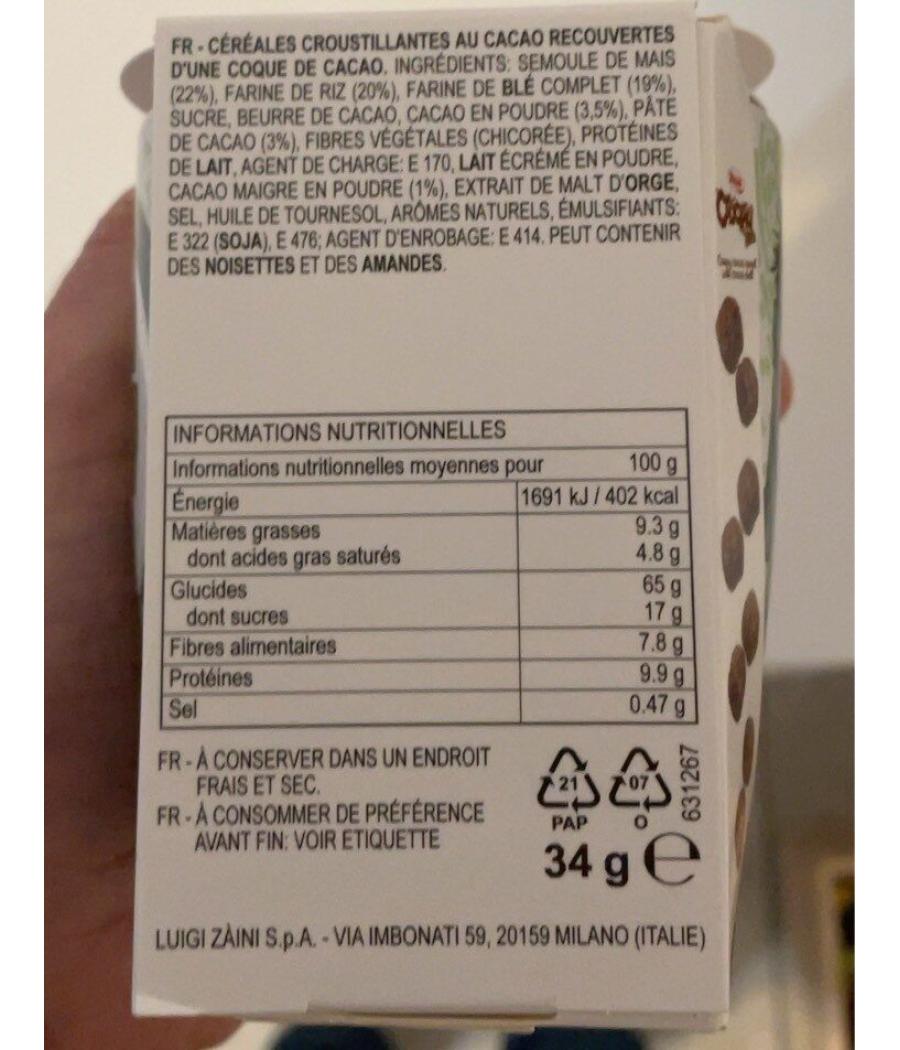 FR - CÉRÉALES CROUSTILLANTES AU CACAO RECOUVERTES
D'UNE COQUE DE CACAO. INGRÉDIENTS: SEMOULE DE MAIS
(22%), FARINE DE RIZ (20%), FARINE DE BLÉ COMPLET (19%),
SUCRE, BEURRE DE CACAO, CACAO EN POUDRE (3,5%), PÂTE
DE CACAO (3%), FIBRES VÉGÉTALES (CHICORÉE), PROTÉINES
DE LAIT, AGENT DE CHARGE: E 170, LAIT ÉCRÉMÉ EN POUDRE,
CACAO MAIGRE EN POUDRE (1%), EXTRAIT DE MALT D'ORGE,
SEL, HUILE DE TOURNESOL, ARÔMES NATURELS, ÉMULSIFIANTS:
E 322 (SOJA), E 476; AGENT D'ENROBAGE: E 414. PEUT CONTENIR
DES NOISETTES ET DES AMANDES.
INFORMATIONS NUTRITIONNELLES
Informations nutritionnelles moyennes pour 100 g
Énergie 1691 kJ / 402 kcal
Matières grasses 9.3 g
dont acides gras saturés 4.8 g
Glucides 65 g
dont sucres 17 g
Fibres alimentaires 7.8 g
Protéines 9.9 g
Sel 0.47 g
FR - À CONSERVER DANS UN ENDROIT
FRAIS ET SEC.
FR - À CONSOMMER DE PRÉFÉRENCE
AVANT FIN: VOIR ETIQUETTE
21 07
PAP O
631267
34 g e
LUIGI ZÀINI S.p.A. - VIA IMBONATI 59, 20159 MILANO (ITALIE)